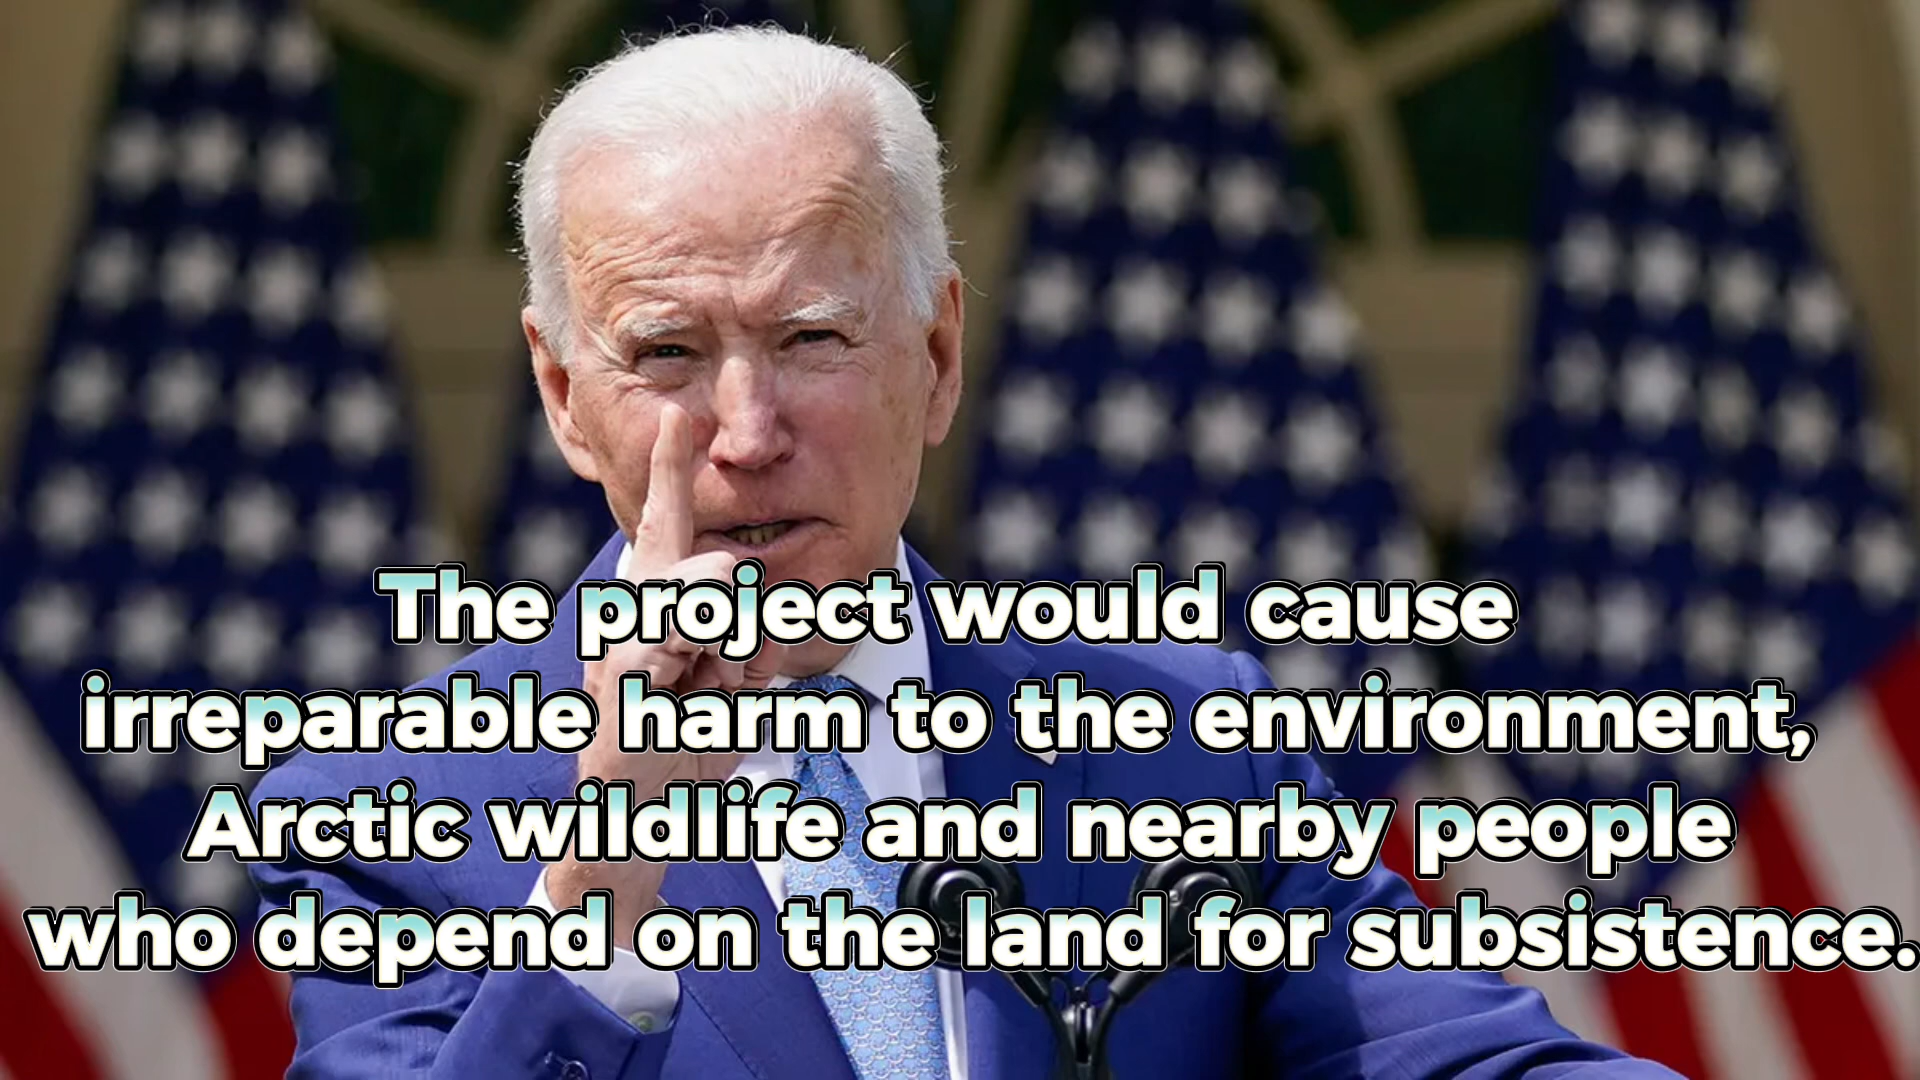 The project would cause
irreparable harm to the environment,
Arctic wildlife and nearby people
who depend on the land for subsistence.